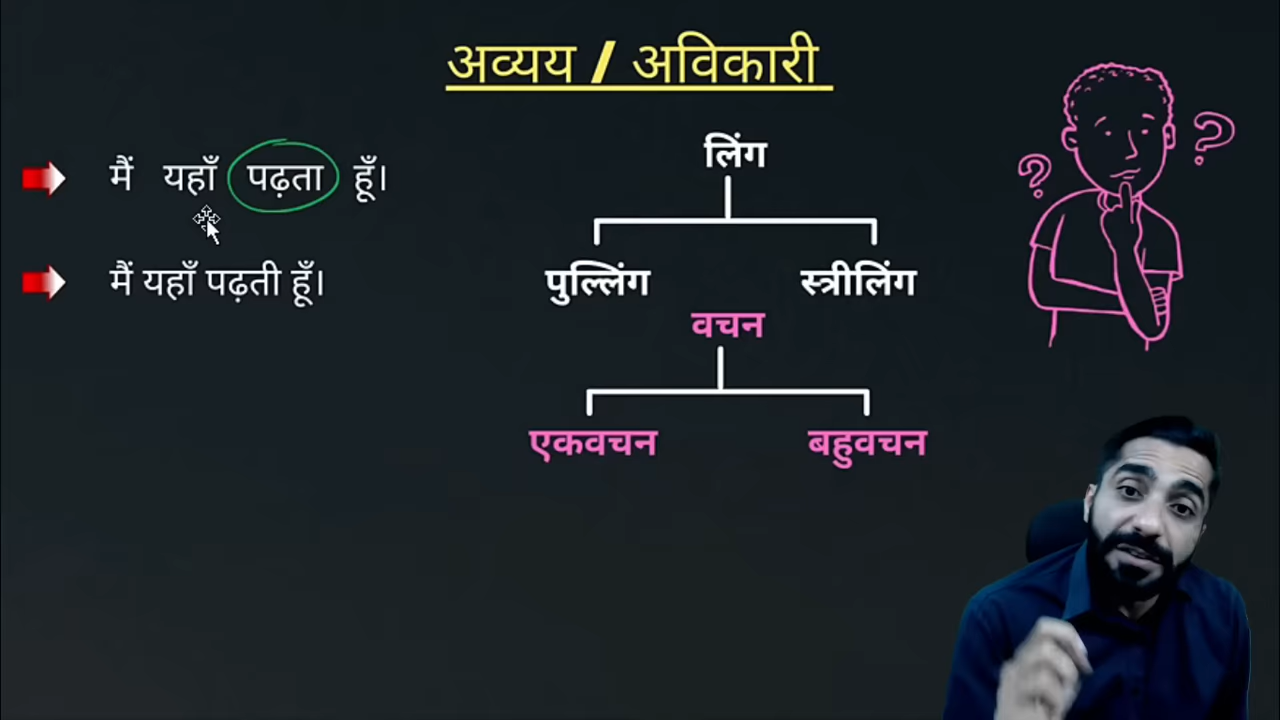 अव्यय / अविकारी
मैं यहाँ पढ़ता हूँ।
मैं यहाँ पढ़ती हूँ।
लिंग
पुल्लिंग स्त्रीलिंग
वचन
एकवचन बहुवचन
? ?